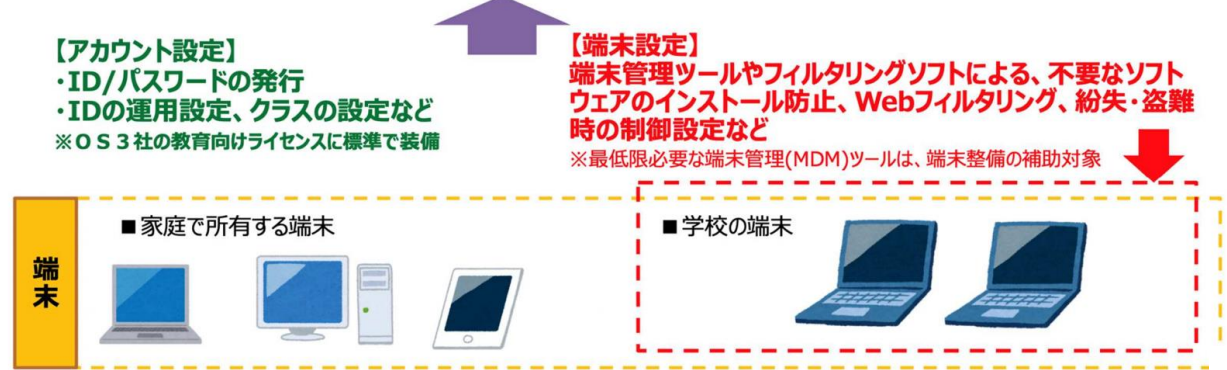 【アカウント設定】
・ID/パスワードの発行
・IDの運用設定、クラスの設定など
※ＯＳ３社の教育向けライセンスに標準で装備
【端末設定】
端末管理ツールやフィルタリングソフトによる、不要なソフト
ウェアのインストール防止、Webフィルタリング、紛失・盗難
時の制御設定など
※最低限必要な端末管理(MDM)ツールは、端末整備の補助対象
端末
■家庭で所有する端末
■学校の端末